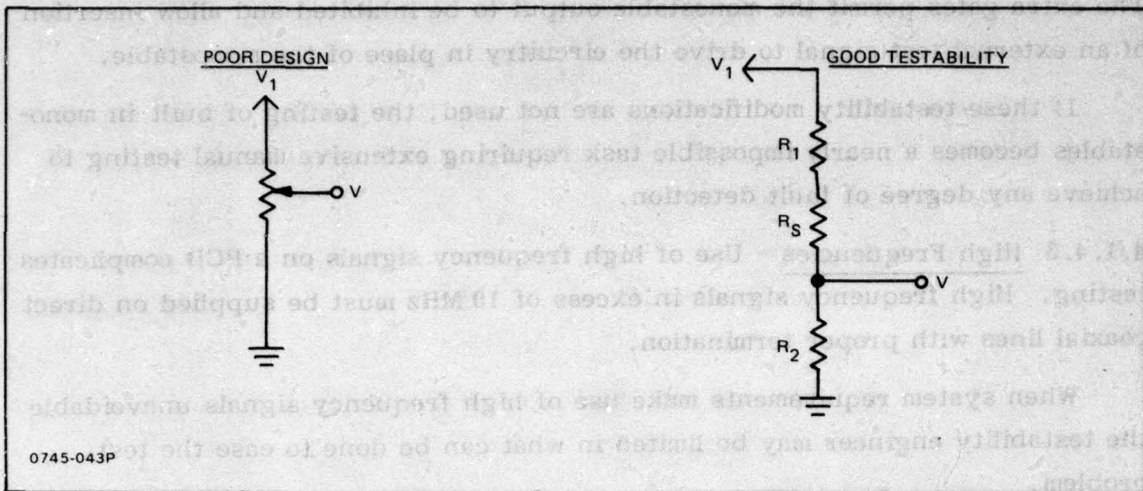 The extra gates permit the monostable output to be inhibited and allow insertion
of an external test signal to drive the circuitry in place of the monostable.
POOR DESIGN
V1
V
GOOD TESTABILITY
V1
R1
RS
V
R2
If these testability modifications are not used, the testing of built in mono-
stables becomes a nearly impossible task requiring extensive manual testing to
achieve any degree of fault detection.
4.3 High Frequencies - Use of high frequency signals on a PCB complicates
testing. High frequency signals in excess of 10 MHz must be supplied on direct
coaxial lines with proper termination.
When system requirements make use of high frequency signals unavoidable
the testability engineer may be limited in what can be done to ease the test
problem.
0745-043P